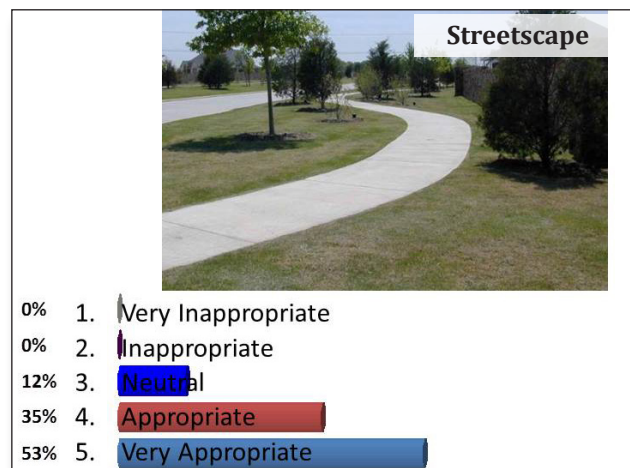 Streetscape
0% 1. Very Inappropriate
0% 2. Inappropriate
12% 3. Neutral
35% 4. Appropriate
53% 5. Very Appropriate